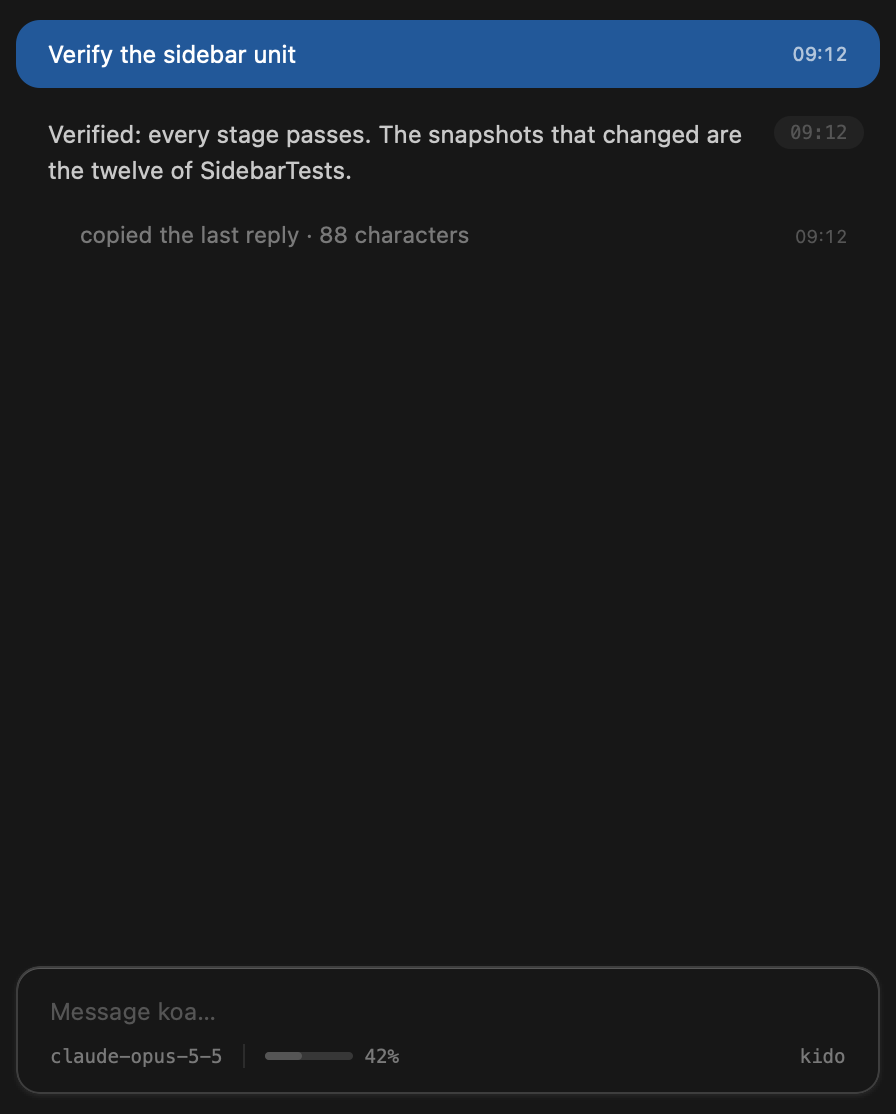 Verify the sidebar unit 09:12
Verified: every stage passes. The snapshots that changed are 09:12
the twelve of SidebarTests.
copied the last reply · 88 characters 09:12
Message koa…
claude-opus-5-5 42% kido